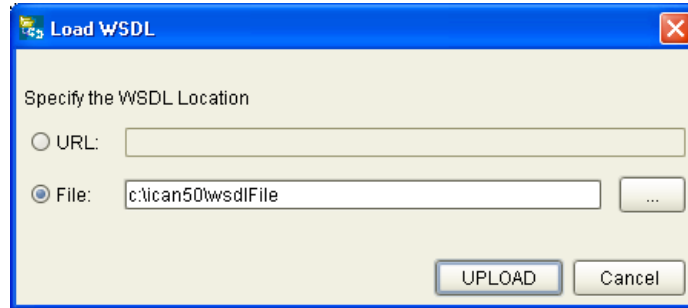 Load WSDL
Specify the WSDL Location
URL:
File: c:\ican50\wsdlFile ...
UPLOAD Cancel